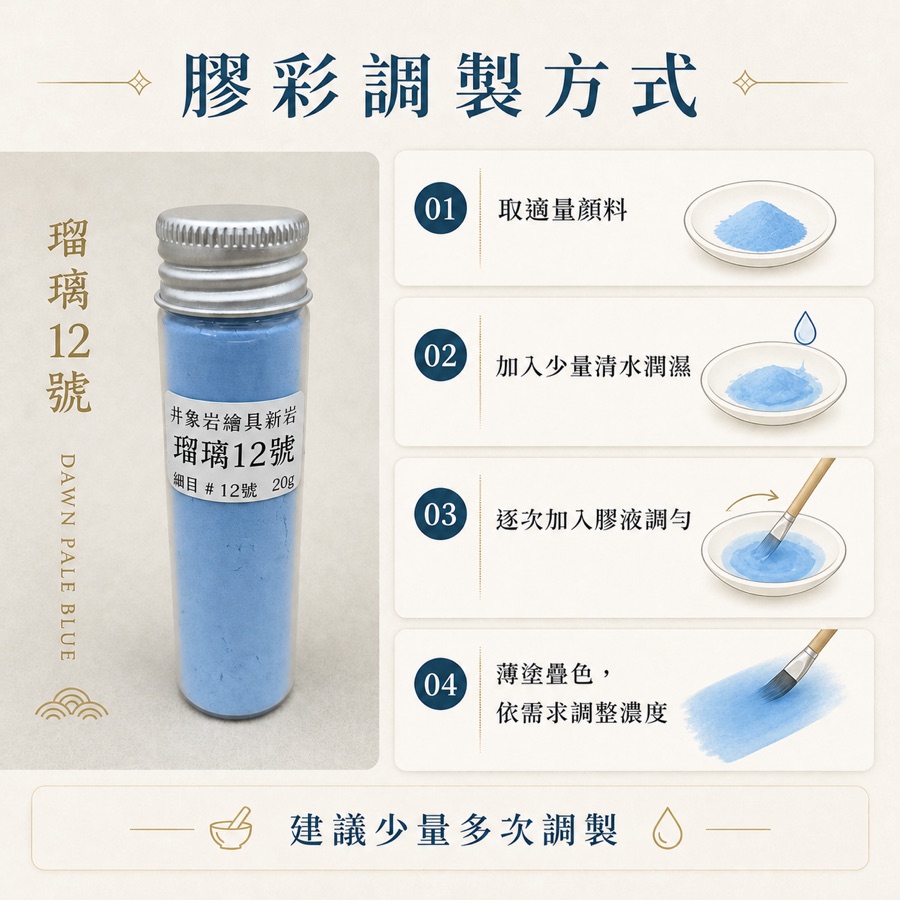 膠彩調製方式
瑠璃12號
DAWN PALE BLUE
井象岩繪具新岩
瑠璃12號
細目 # 12號 20g
01
取適量顏料
02
加入少量清水潤濕
03
逐次加入膠液調勻
04
薄塗疊色，
依需求調整濃度
建議少量多次調製